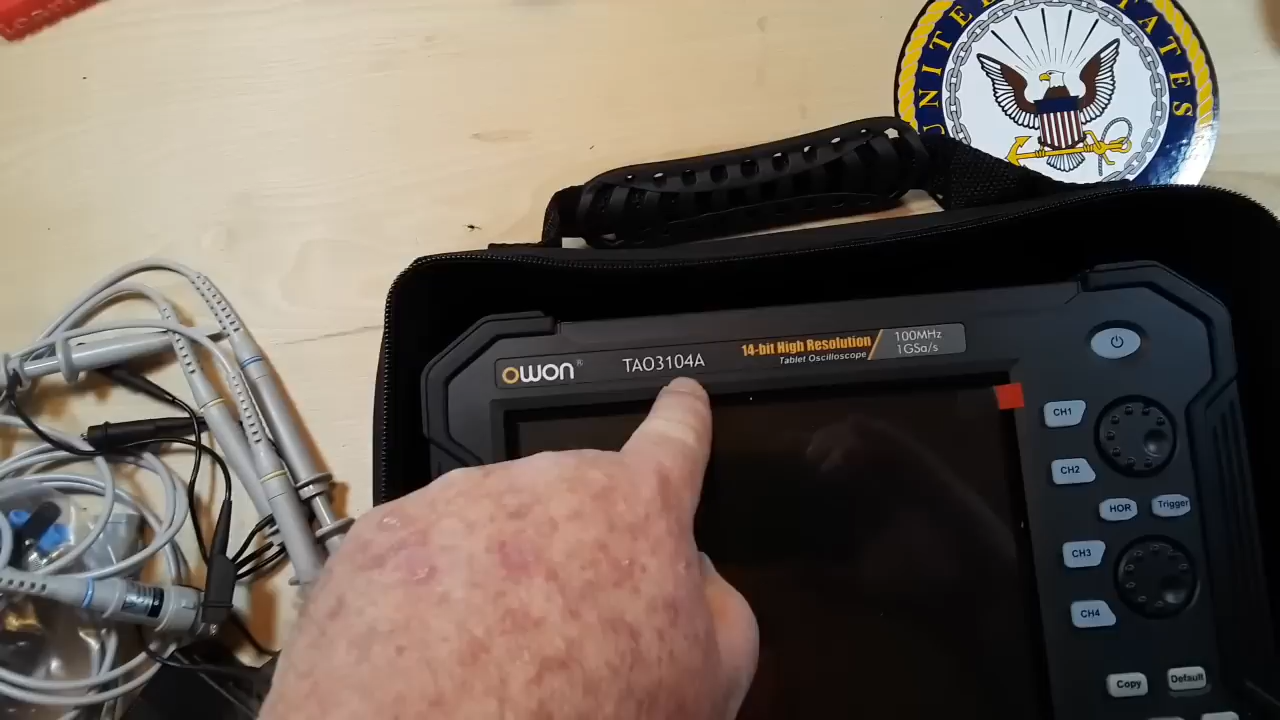 UNITED STATES
owon®
TAO3104A
14-bit High Resolution
Tablet Oscilloscope
100MHz
1GSa/s
CH1
CH2
HOR
Trigger
CH3
CH4
Copy
Default